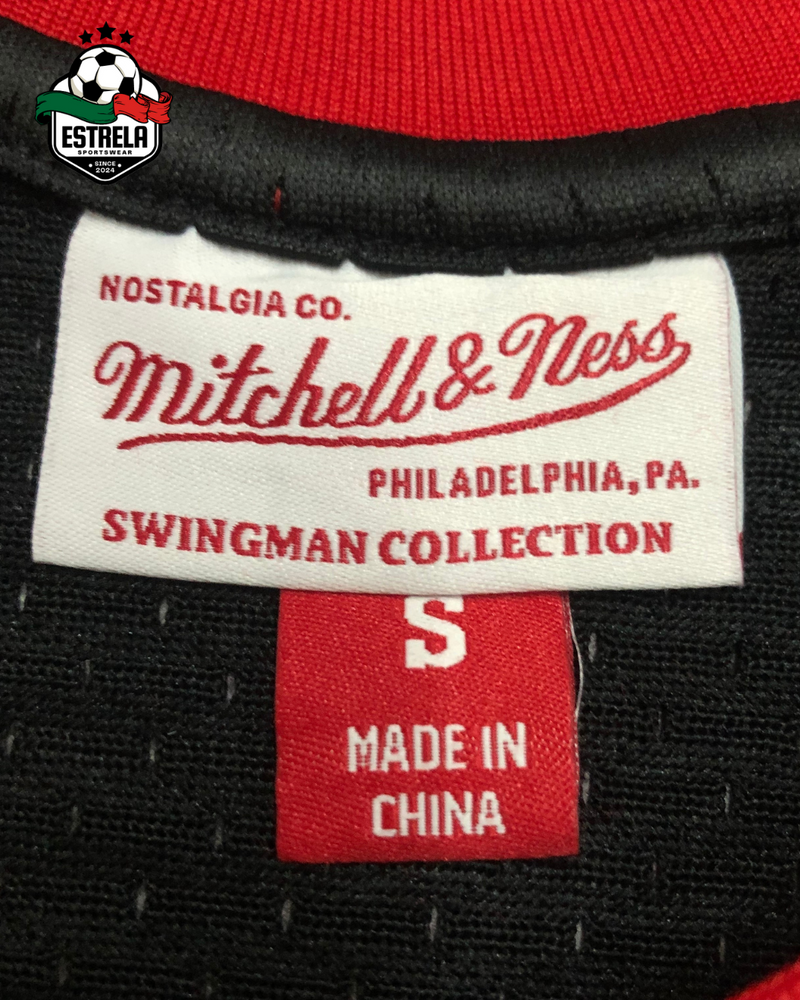 ESTRELA
SPORTSWEAR
SINCE
2024
NOSTALGIA CO.
Mitchell & Ness
PHILADELPHIA, PA.
SWINGMAN COLLECTION
S
MADE IN
CHINA